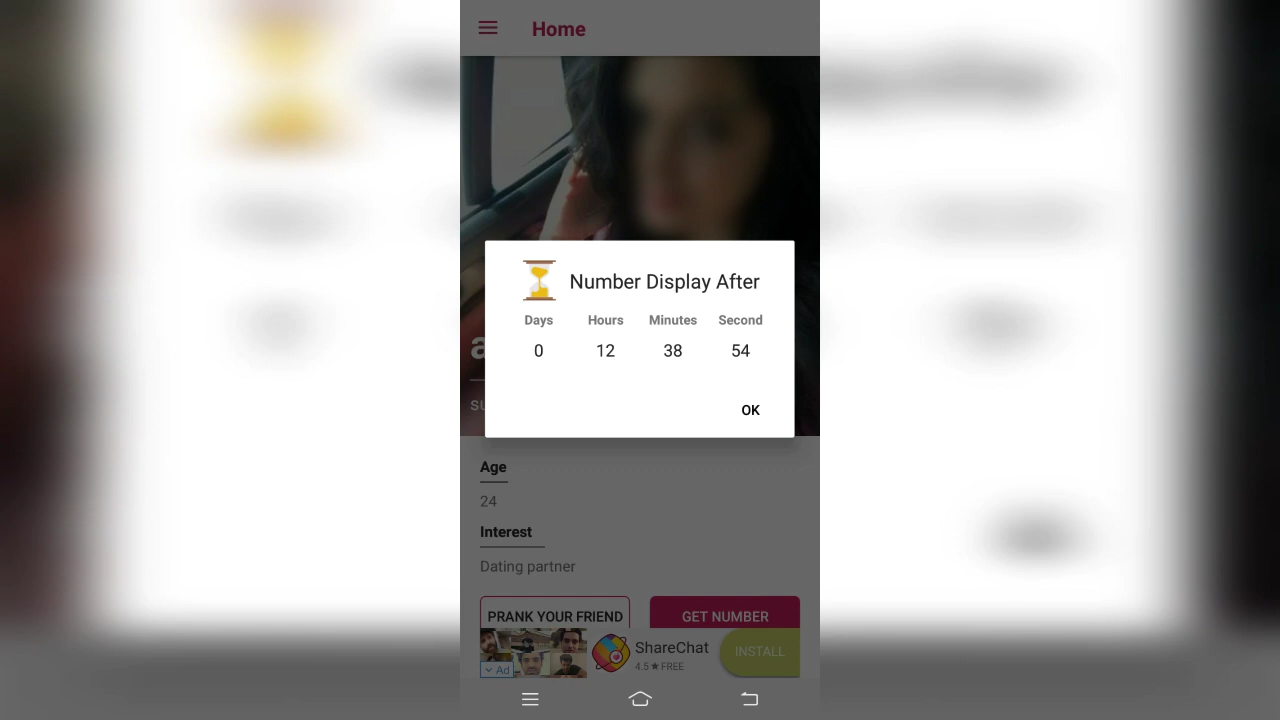 Home
Number Display After
Days Hours Minutes Second
0 12 38 54
OK
Age
24
Interest
Dating partner
PRANK YOUR FRIEND GET NUMBER
ShareChat
4.5★FREE
INSTALL
Ad